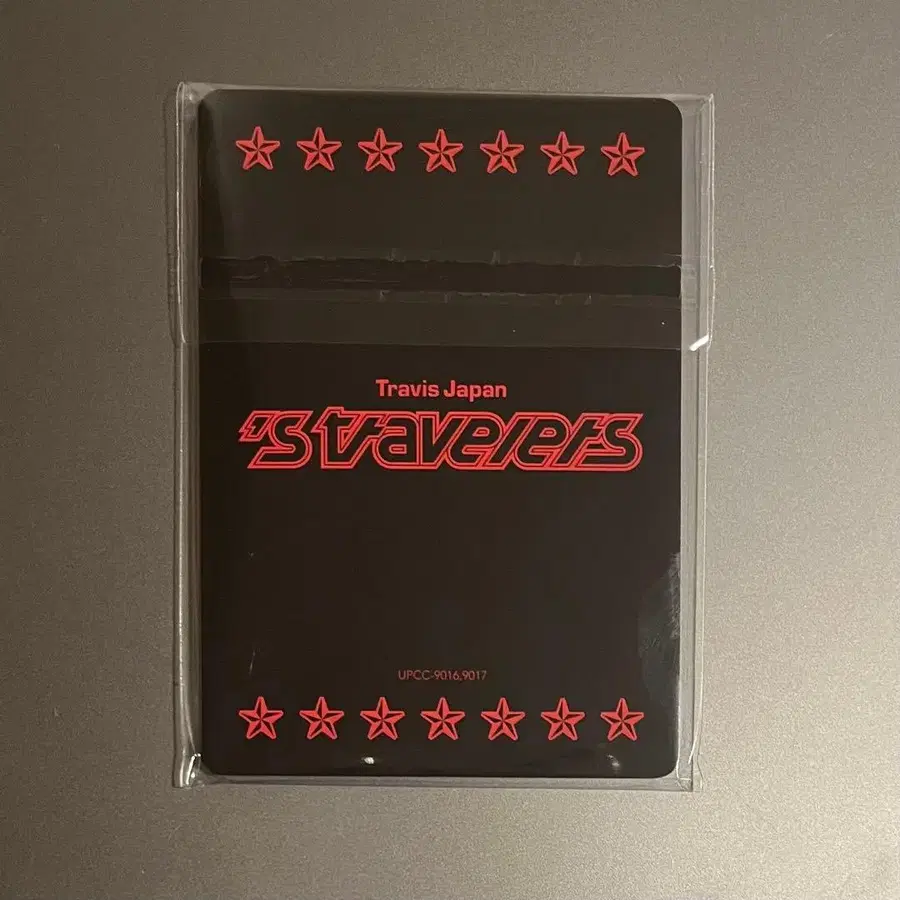 Travis Japan
'S travelers
UPCC-9016,9017